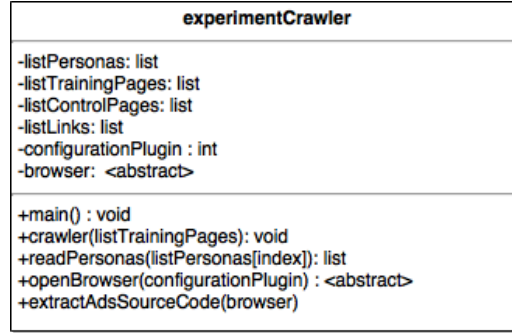 experimentCrawler
-listPersonas: list
-listTrainingPages: list
-listControlPages: list
-listLinks: list
-configurationPlugin : int
-browser:  <abstract>
+main() : void
+crawler(listTrainingPages): void
+readPersonas(listPersonas[index]): list
+openBrowser(configurationPlugin) : <abstract>
+extractAdsSourceCode(browser)